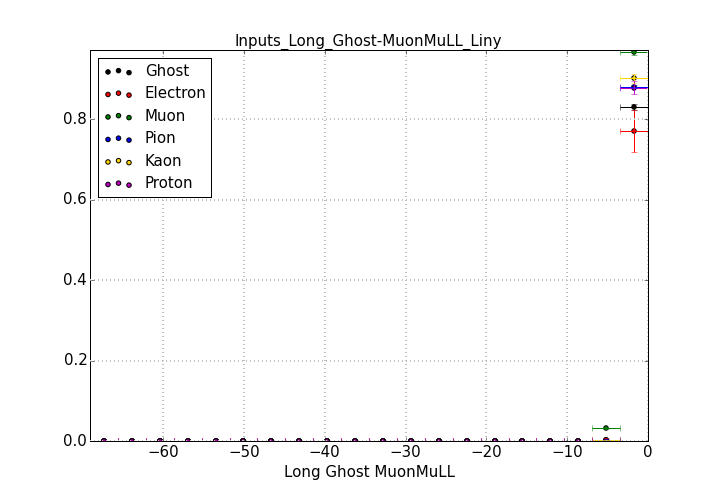 Inputs_Long_Ghost-MuonMuLL_Liny
Ghost
Electron
Muon
Pion
Kaon
Proton
0.8
0.6
0.4
0.2
0.0
−60 −50 −40 −30 −20 −10 0
Long Ghost MuonMuLL